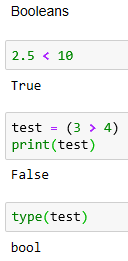 Booleans
2.5 < 10
True
test = (3 > 4)
print(test)
False
type(test)
bool